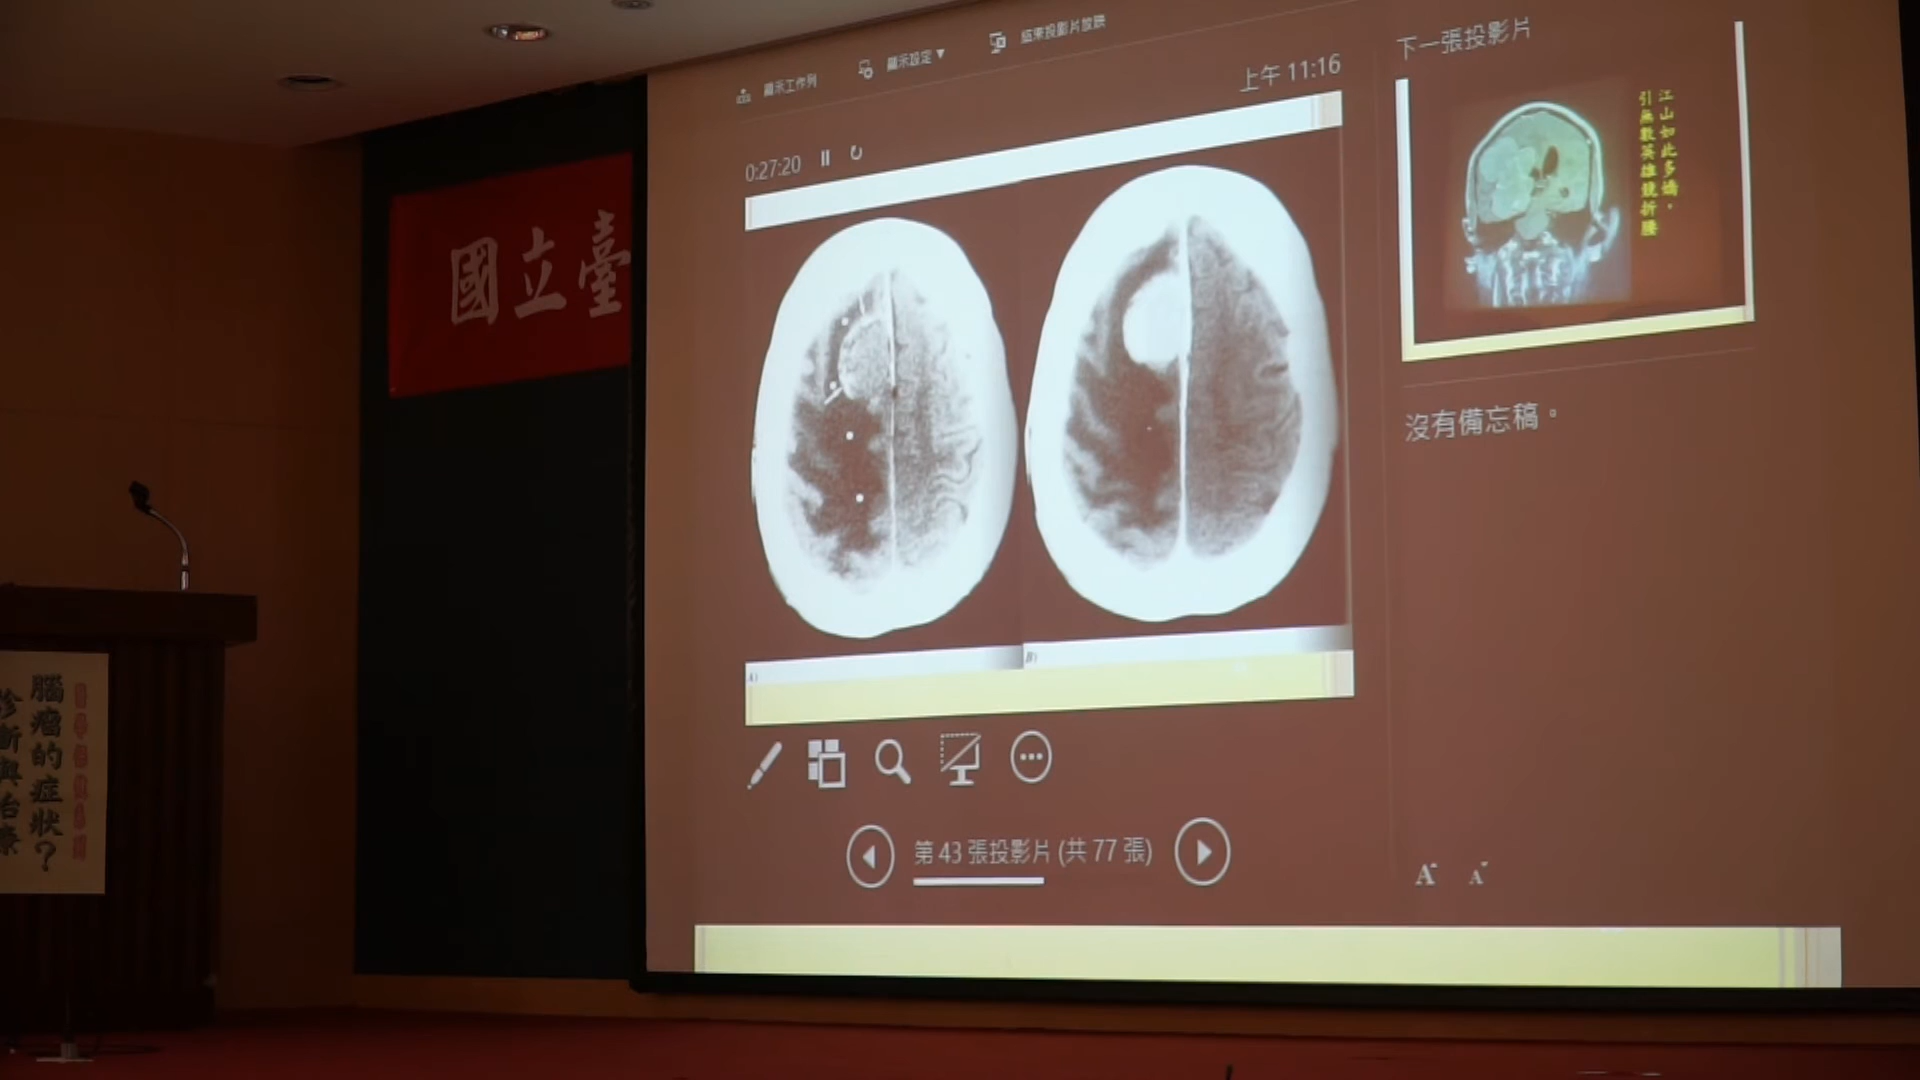 顯示工作列
顯示設定 ▼
結束投影片放映
上午 11:16
0:27:20
下一張投影片
江山如此多嬌，
引無數英雄競折腰
沒有備忘稿。
國立臺
A)
B)
第 43 張投影片 (共 77 張)
A A
腦瘤的症狀？
診斷與治療